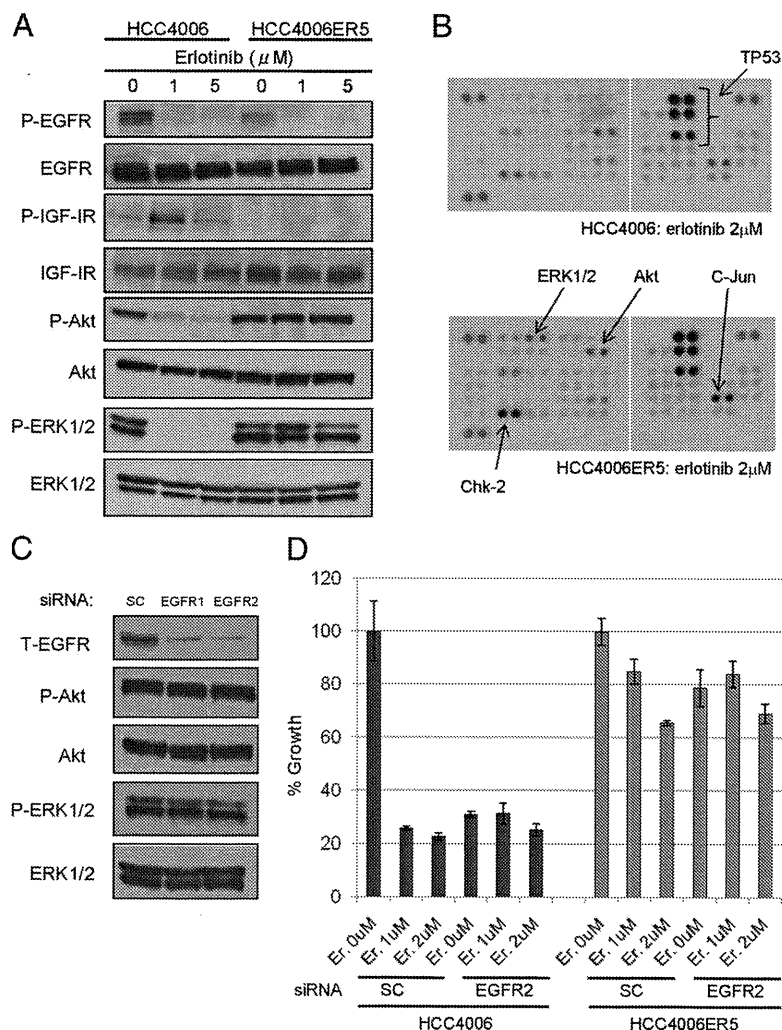 A
HCC4006 HCC4006ER5
Erlotinib (μM)
0 1 5 0 1 5
P-EGFR
EGFR
P-IGF-IR
IGF-IR
P-Akt
Akt
P-ERK1/2
ERK1/2
B
TP53
HCC4006: erlotinib 2μM
ERK1/2 Akt C-Jun
Chk-2
HCC4006ER5: erlotinib 2μM
C
siRNA: SC EGFR1 EGFR2
T-EGFR
P-Akt
Akt
P-ERK1/2
ERK1/2
D
% Growth
120
100
80
60
40
20
0
Er. 0uM Er. 1uM Er. 2uM Er. 0uM Er. 1uM Er. 2uM Er. 0uM Er. 1uM Er. 2uM Er. 0uM Er. 1uM Er. 2uM
siRNA SC EGFR2 SC EGFR2
HCC4006 HCC4006ER5